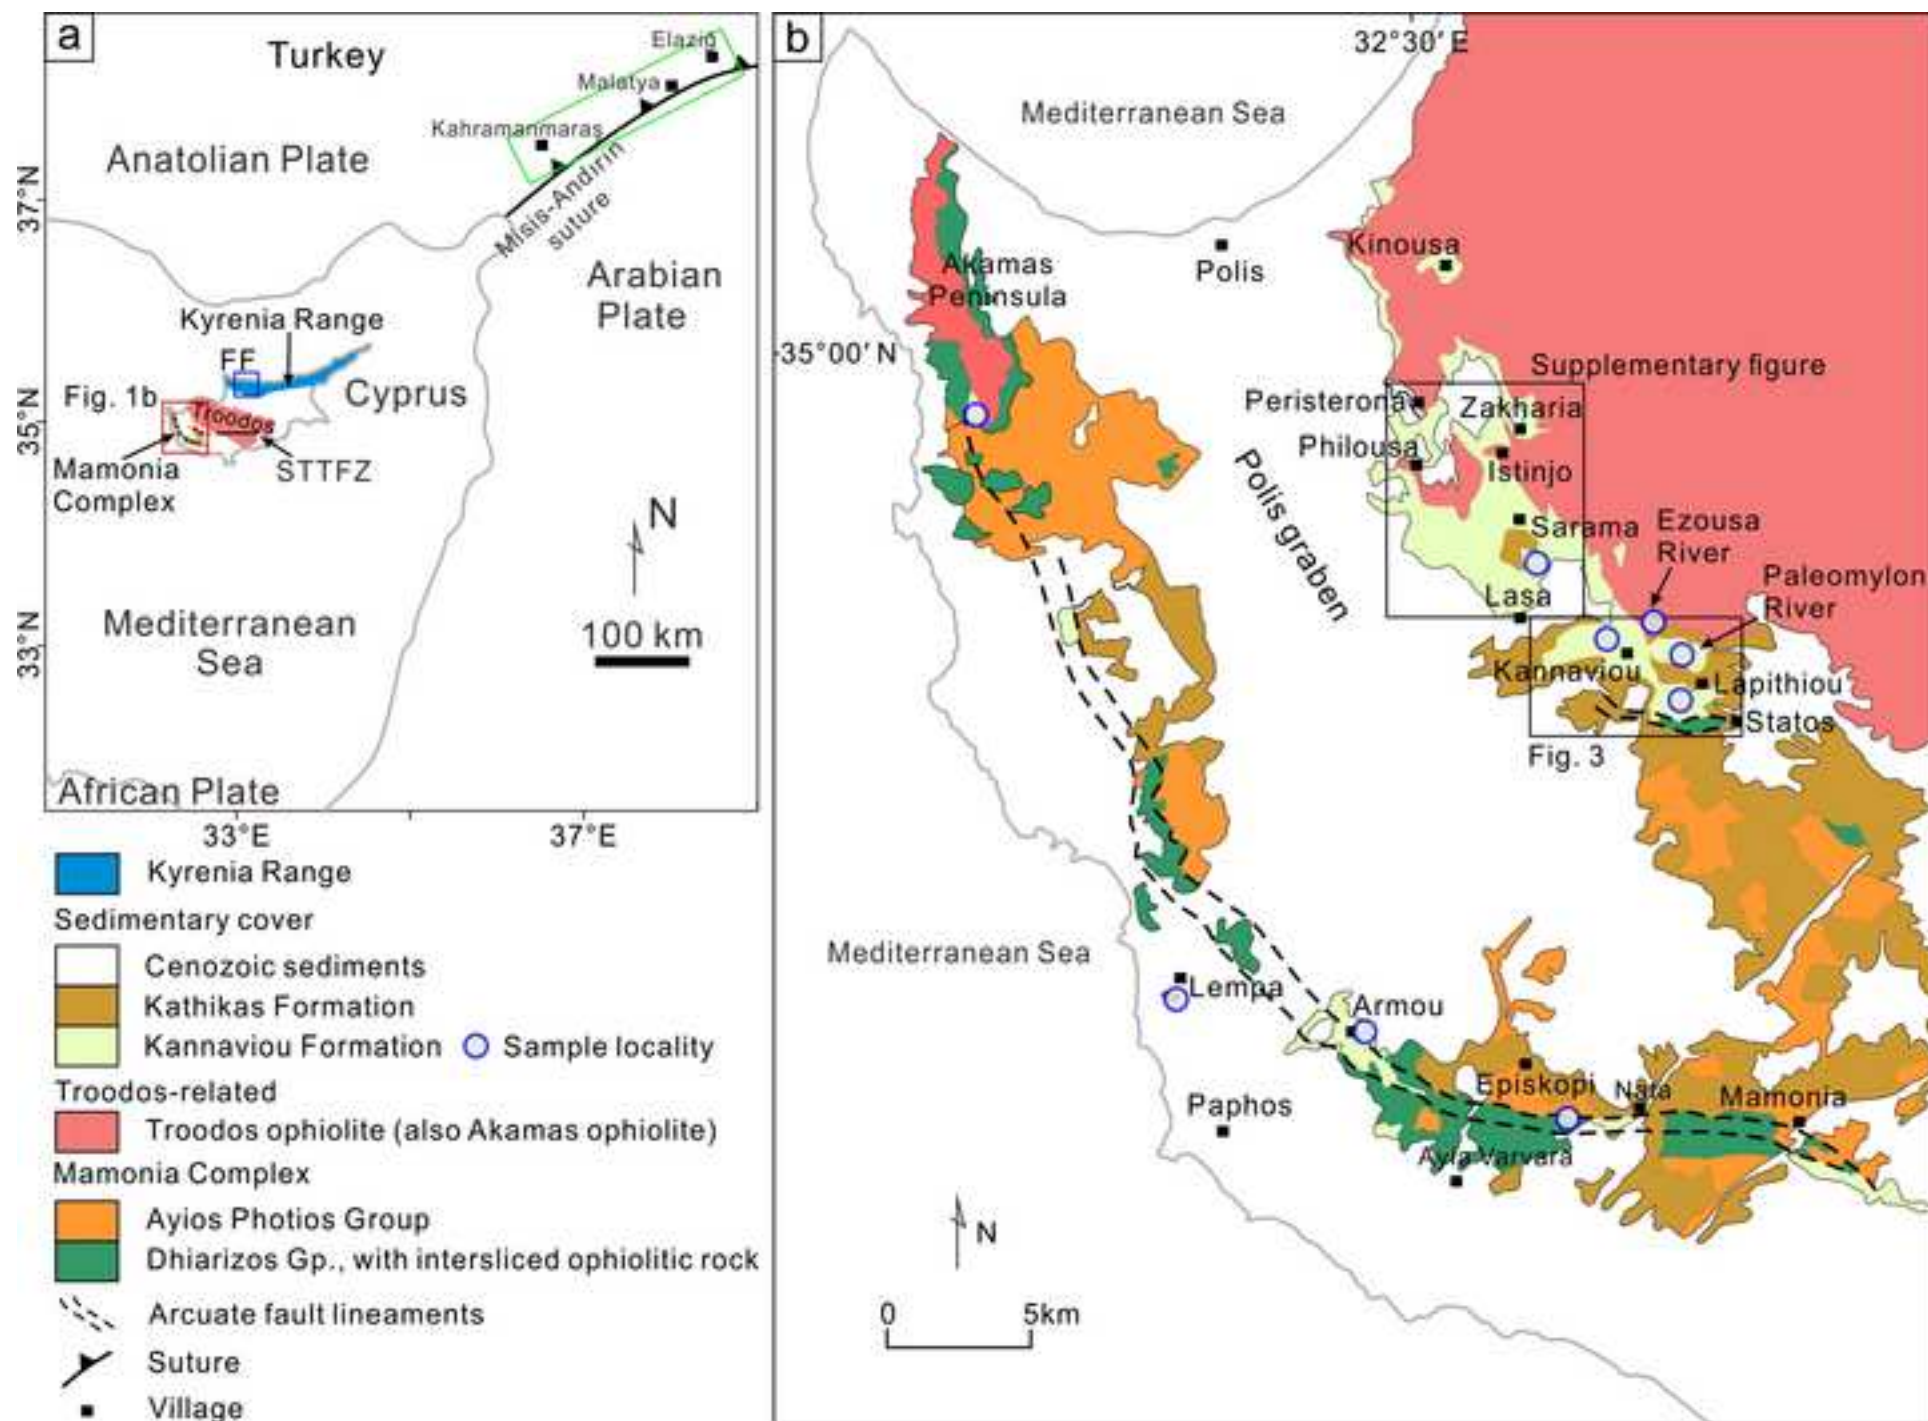 a
Turkey
Elazig
Malatya
Kahramanmaras
Anatolian Plate
37°N
Misis-Andirin
suture
Arabian
Plate
Kyrenia Range
FF
Fig. 1b
Cyprus
Troodos
35°N
Mamonia
Complex
STTFZ
N
Mediterranean
Sea
100 km
33°N
African Plate
33°E
37°E
Kyrenia Range
Sedimentary cover
Cenozoic sediments
Kathikas Formation
Kannaviou Formation
Sample locality
Troodos-related
Troodos ophiolite (also Akamas ophiolite)
Mamonia Complex
Ayios Photios Group
Dhiarizos Gp., with intersliced ophiolitic rock
Arcuate fault lineaments
Suture
Village
b
32°30′ E
Mediterranean Sea
Kinousa
Polis
Akamas
Peninsula
35°00′ N
Supplementary figure
Peristerona
Zakharia
Philousa
Istinjo
Polis graben
Sarama
Ezousa
River
Paleomylon
River
Lasa
Kannaviou
Lapithiou
Statos
Fig. 3
Mediterranean Sea
Lempa
Armou
Episkopi
Nata
Mamonia
Paphos
Ayia Varvara
N
0
5km